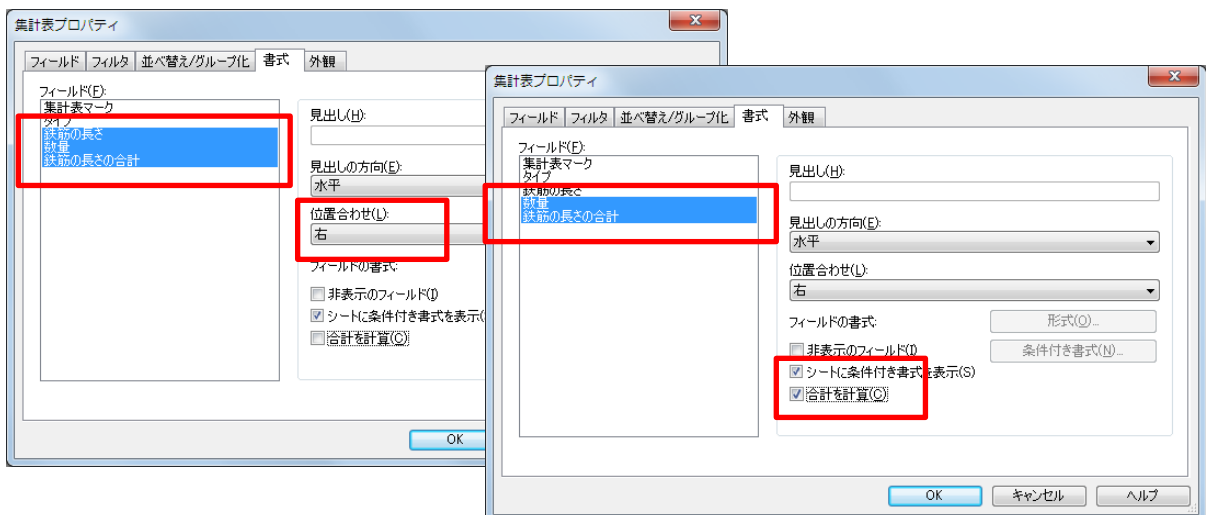 集計表プロパティ
フィールド フィルタ 並べ替え/グループ化 書式 外観
フィールド(F):
集計表マーク
タイプ
鉄筋の長さ
数量
鉄筋の長さの合計
見出し(H):
見出しの方向(E):
水平
位置合わせ(L):
右
フィールドの書式:
非表示のフィールド(I)
シートに条件付き書式を表示(
合計を計算(C)
OK
集計表プロパティ
フィールド フィルタ 並べ替え/グループ化 書式 外観
フィールド(F):
集計表マーク
タイプ
鉄筋の長さ
数量
鉄筋の長さの合計
見出し(H):
見出しの方向(E):
水平
位置合わせ(L):
右
フィールドの書式: 形式(O)...
非表示のフィールド(I) 条件付き書式(N)...
シートに条件付き書式を表示(S)
合計を計算(C)
OK キャンセル ヘルプ